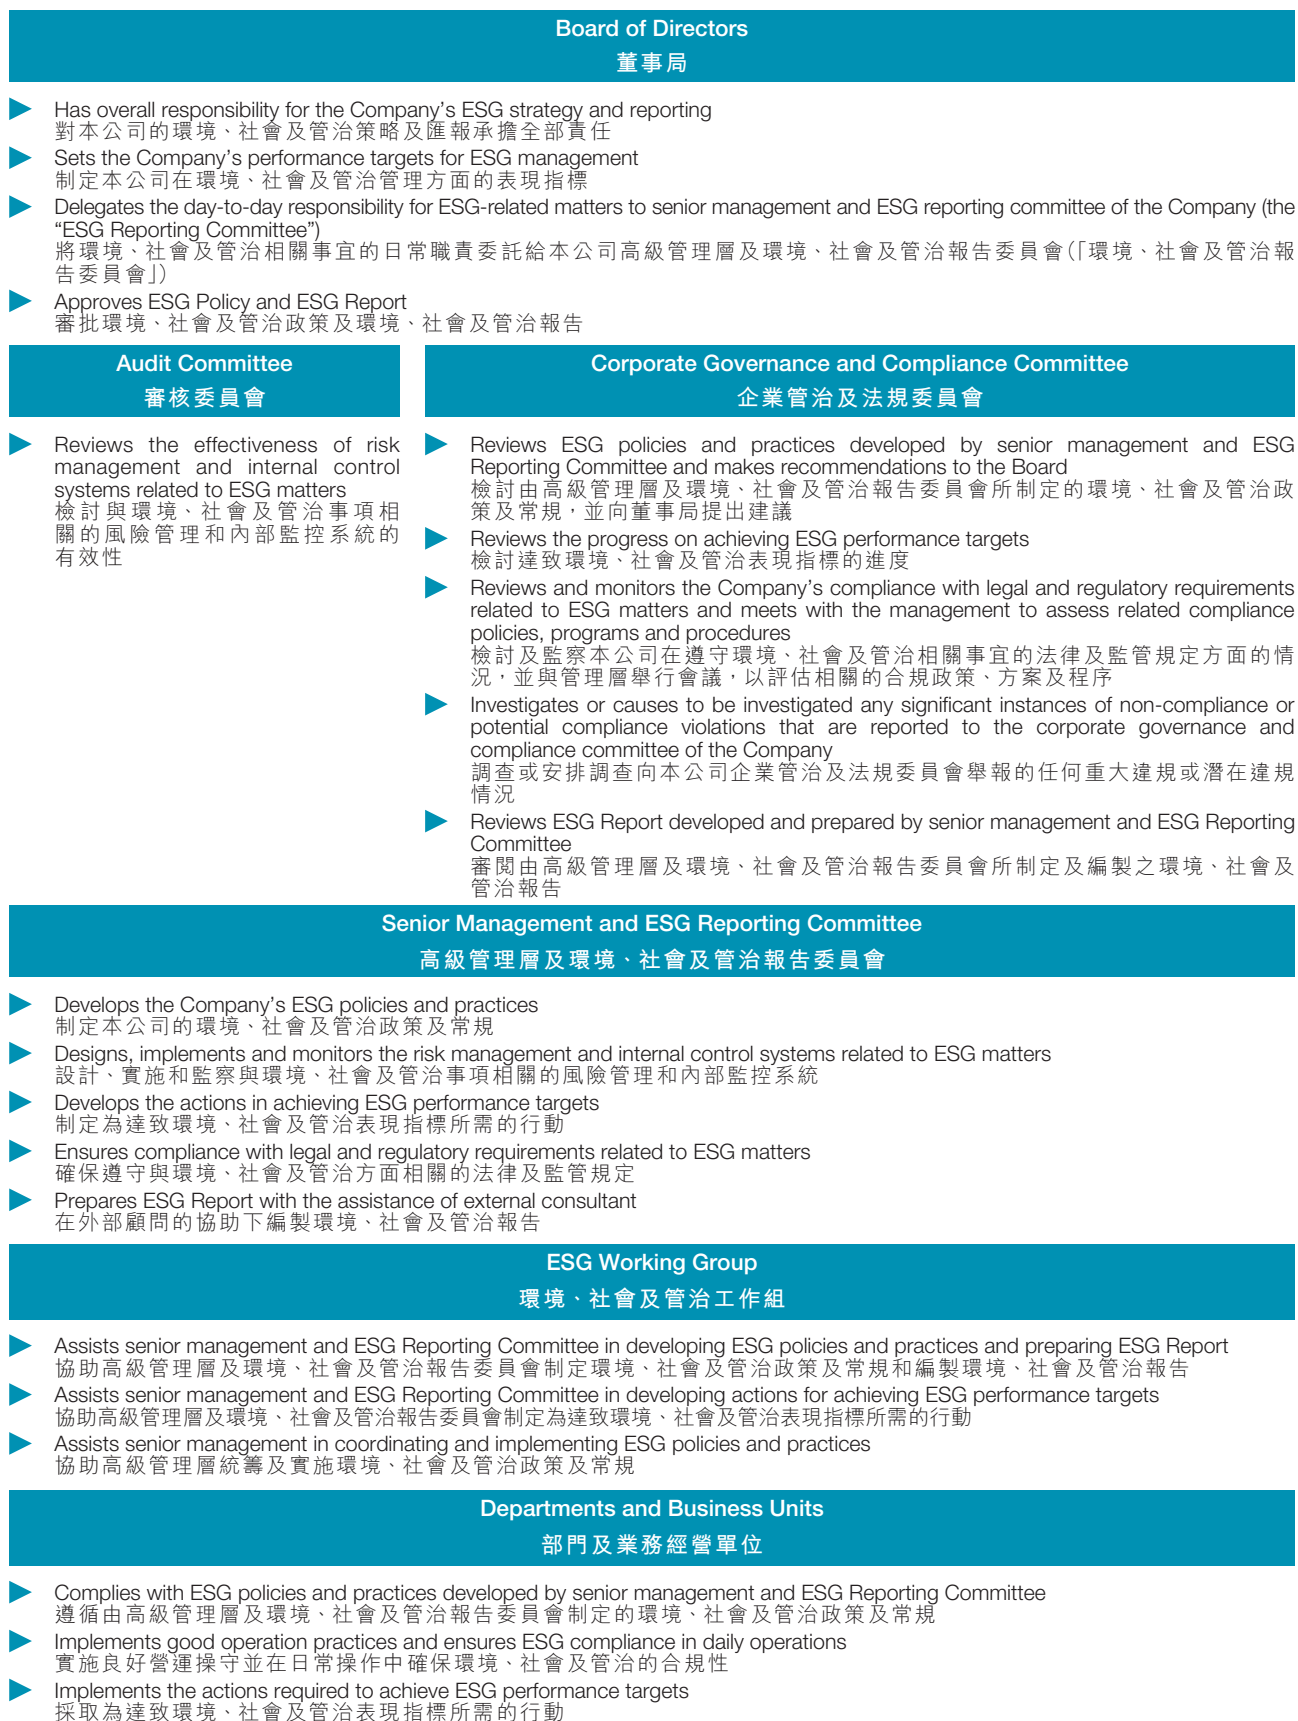 Board of Directors
董事局
Has overall responsibility for the Company's ESG strategy and reporting
對本公司的環境、社會及管治策略及匯報承擔全部責任
Sets the Company's performance targets for ESG management
制定本公司在環境、社會及管治管理方面的表現指標
Delegates the day-to-day responsibility for ESG-related matters to senior management and ESG reporting committee of the Company (the
“ESG Reporting Committee”)
將環境、社會及管治相關事宜的日常職責委託給本公司高級管理層及環境、社會及管治報告委員會(「環境、社會及管治報
告委員會」)
Approves ESG Policy and ESG Report
審批環境、社會及管治政策及環境、社會及管治報告
Audit Committee
審核委員會
Reviews the effectiveness of risk
management and internal control
systems related to ESG matters
檢討與環境、社會及管治事項相
關的風險管理和內部監控系統的
有效性
Corporate Governance and Compliance Committee
企業管治及法規委員會
Reviews ESG policies and practices developed by senior management and ESG
Reporting Committee and makes recommendations to the Board
檢討由高級管理層及環境、社會及管治報告委員會所制定的環境、社會及管治政
策及常規，並向董事局提出建議
Reviews the progress on achieving ESG performance targets
檢討達致環境、社會及管治表現指標的進度
Reviews and monitors the Company's compliance with legal and regulatory requirements
related to ESG matters and meets with the management to assess related compliance
policies, programs and procedures
檢討及監察本公司在遵守環境、社會及管治相關事宜的法律及監管規定方面的情
況，並與管理層舉行會議，以評估相關的合規政策、方案及程序
Investigates or causes to be investigated any significant instances of non-compliance or
potential compliance violations that are reported to the corporate governance and
compliance committee of the Company
調查或安排調查向本公司企業管治及法規委員會舉報的任何重大違規或潛在違規
情況
Reviews ESG Report developed and prepared by senior management and ESG Reporting
Committee
審閱由高級管理層及環境、社會及管治報告委員會所制定及編製之環境、社會及
管治報告
Senior Management and ESG Reporting Committee
高級管理層及環境、社會及管治報告委員會
Develops the Company's ESG policies and practices
制定本公司的環境、社會及管治政策及常規
Designs, implements and monitors the risk management and internal control systems related to ESG matters
設計、實施和監察與環境、社會及管治事項相關的風險管理和內部監控系統
Develops the actions in achieving ESG performance targets
制定為達致環境、社會及管治表現指標所需的行動
Ensures compliance with legal and regulatory requirements related to ESG matters
確保遵守與環境、社會及管治方面相關的法律及監管規定
Prepares ESG Report with the assistance of external consultant
在外部顧問的協助下編製環境、社會及管治報告
ESG Working Group
環境、社會及管治工作組
Assists senior management and ESG Reporting Committee in developing ESG policies and practices and preparing ESG Report
協助高級管理層及環境、社會及管治報告委員會制定環境、社會及管治政策及常規和編製環境、社會及管治報告
Assists senior management and ESG Reporting Committee in developing actions for achieving ESG performance targets
協助高級管理層及環境、社會及管治報告委員會制定為達致環境、社會及管治表現指標所需的行動
Assists senior management in coordinating and implementing ESG policies and practices
協助高級管理層統籌及實施環境、社會及管治政策及常規
Departments and Business Units
部門及業務經營單位
Complies with ESG policies and practices developed by senior management and ESG Reporting Committee
遵循由高級管理層及環境、社會及管治報告委員會制定的環境、社會及管治政策及常規
Implements good operation practices and ensures ESG compliance in daily operations
實施良好營運操守並在日常操作中確保環境、社會及管治的合規性
Implements the actions required to achieve ESG performance targets
採取為達致環境、社會及管治表現指標所需的行動